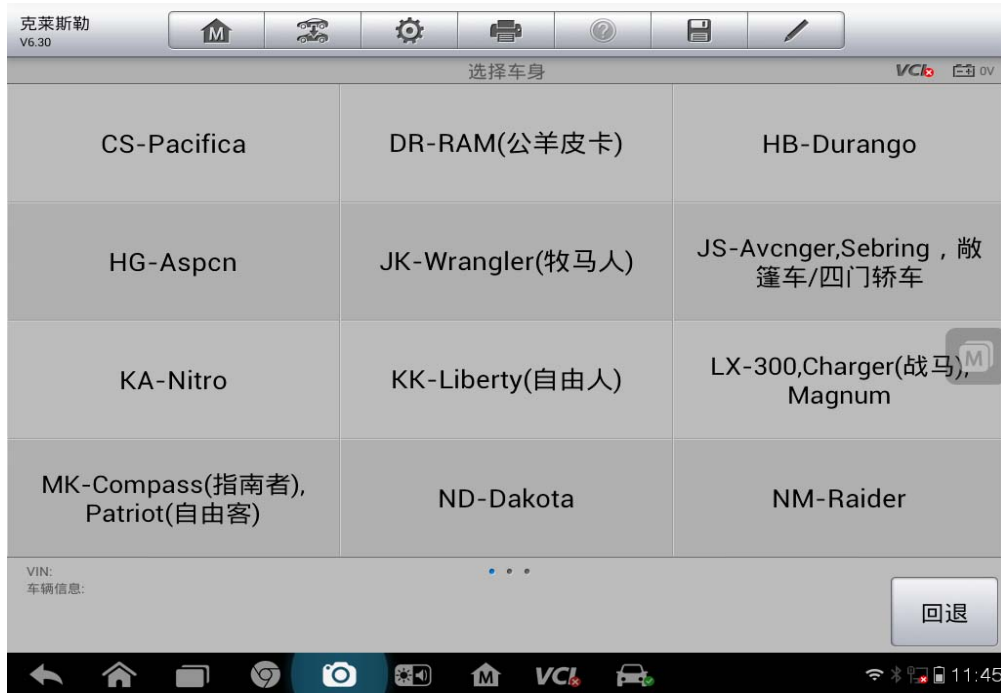 克莱斯勒
V6.30
M
?
选择车身
VCI
0V
CS-Pacifica
DR-RAM(公羊皮卡)
HB-Durango
HG-Aspcn
JK-Wrangler(牧马人)
JS-Avcnger,Sebring，敞
篷车/四门轿车
KA-Nitro
KK-Liberty(自由人)
LX-300,Charger(战马),
Magnum
M
MK-Compass(指南者),
Patriot(自由客)
ND-Dakota
NM-Raider
VIN:
车辆信息:
回退
M
VCI
11:45